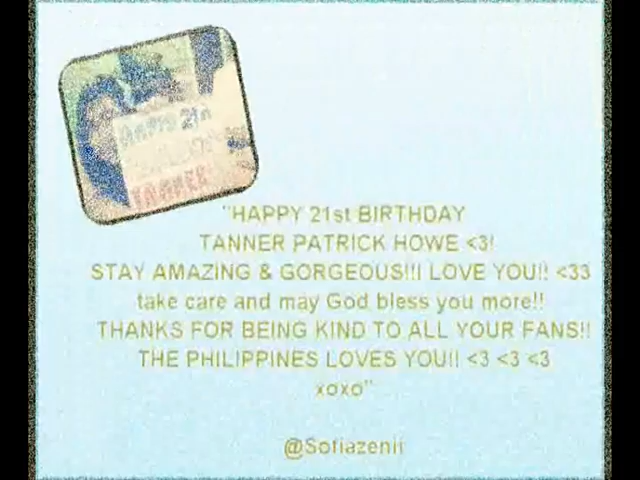 21st
TANNER
"HAPPY 21st BIRTHDAY
TANNER PATRICK HOWE <3!
STAY AMAZING & GORGEOUS!!I LOVE YOU!! <33
take care and may God bless you more!!
THANKS FOR BEING KIND TO ALL YOUR FANS!!
THE PHILIPPINES LOVES YOU!! <3 <3 <3
xoxo"
@Sofiazenii